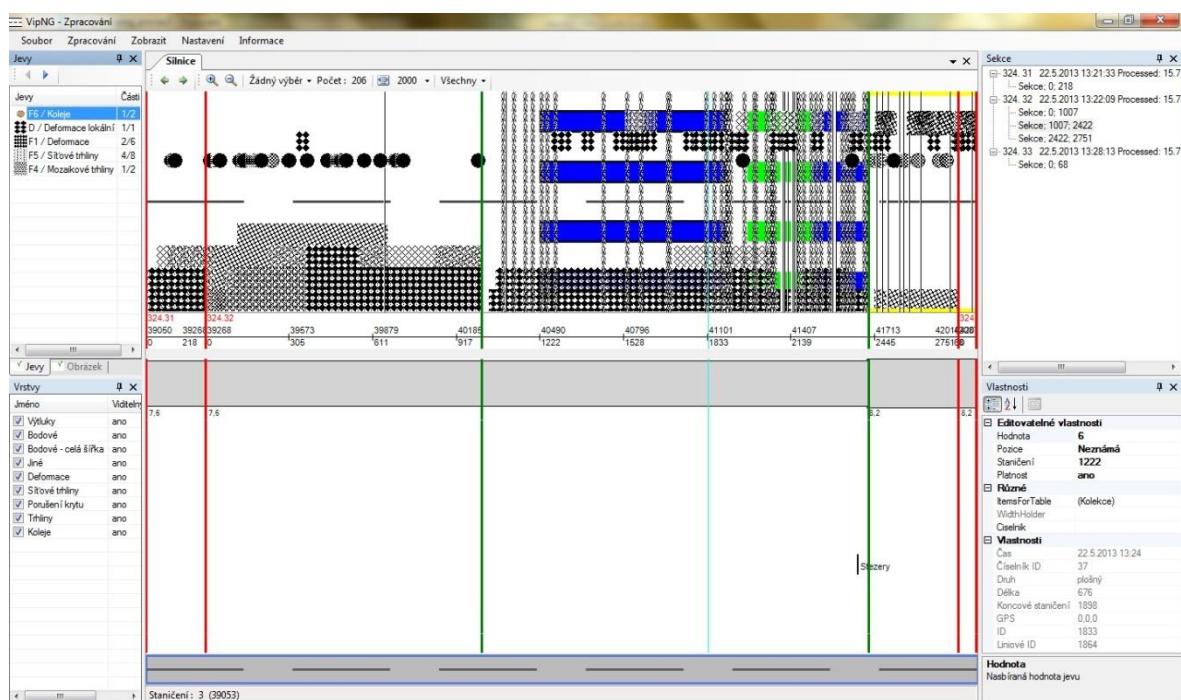 VipNG - Zpracování
Soubor Zpracování Zobrazit Nastavení Informace
Jevy
Jevy Části
F6 / Koleje 1/2
D / Deformace lokální 1/1
F1 / Deformace 2/6
F5 / Síťové trhliny 4/8
F4 / Mozaikové trhliny 1/2
Jevy Obrázek
Vrstvy
Jméno Viditelný
Výtluky ano
Bodové ano
Bodové - celá šířka ano
Jiné ano
Deformace ano
Síťové trhliny ano
Porušení krytu ano
Trhliny ano
Koleje ano
Silnice
Žádný výběr Počet: 206 2000 Všechny
324.31 324.32 324
39050 39268 39268 39573 39879 40185 40490 40796 41101 41407 41713
0 218 0 305 611 917 1222 1528 1833 2139 2446
7,6 7,6 8,2 8,2
Stezery
Staničení: 3 (39053)
Sekce
324. 31 22.5.2013 13:21:33 Processed: 15.7
Sekce; 0; 218
324. 32 22.5.2013 13:22:09 Processed: 15.7
Sekce; 0; 1007
Sekce; 1007; 2422
Sekce; 2422; 2751
324. 33 22.5.2013 13:28:13 Processed: 15.7
Sekce; 0; 68
Vlastnosti
Editovatelné vlastnosti
Hodnota 6
Pozice Neznámá
Staničení 1222
Platnost ano
Různé
ItemsForTable (Kolekce)
WidthHolder
Ciselnik
Vlastnosti
Čas 22.5.2013 13:24
Číselník ID 37
Druh plošný
Délka 676
Koncové staničení 1898
GPS 0,0,0
ID 1833
Liniové ID 1864
Hodnota
Nasbíraná hodnota jevu